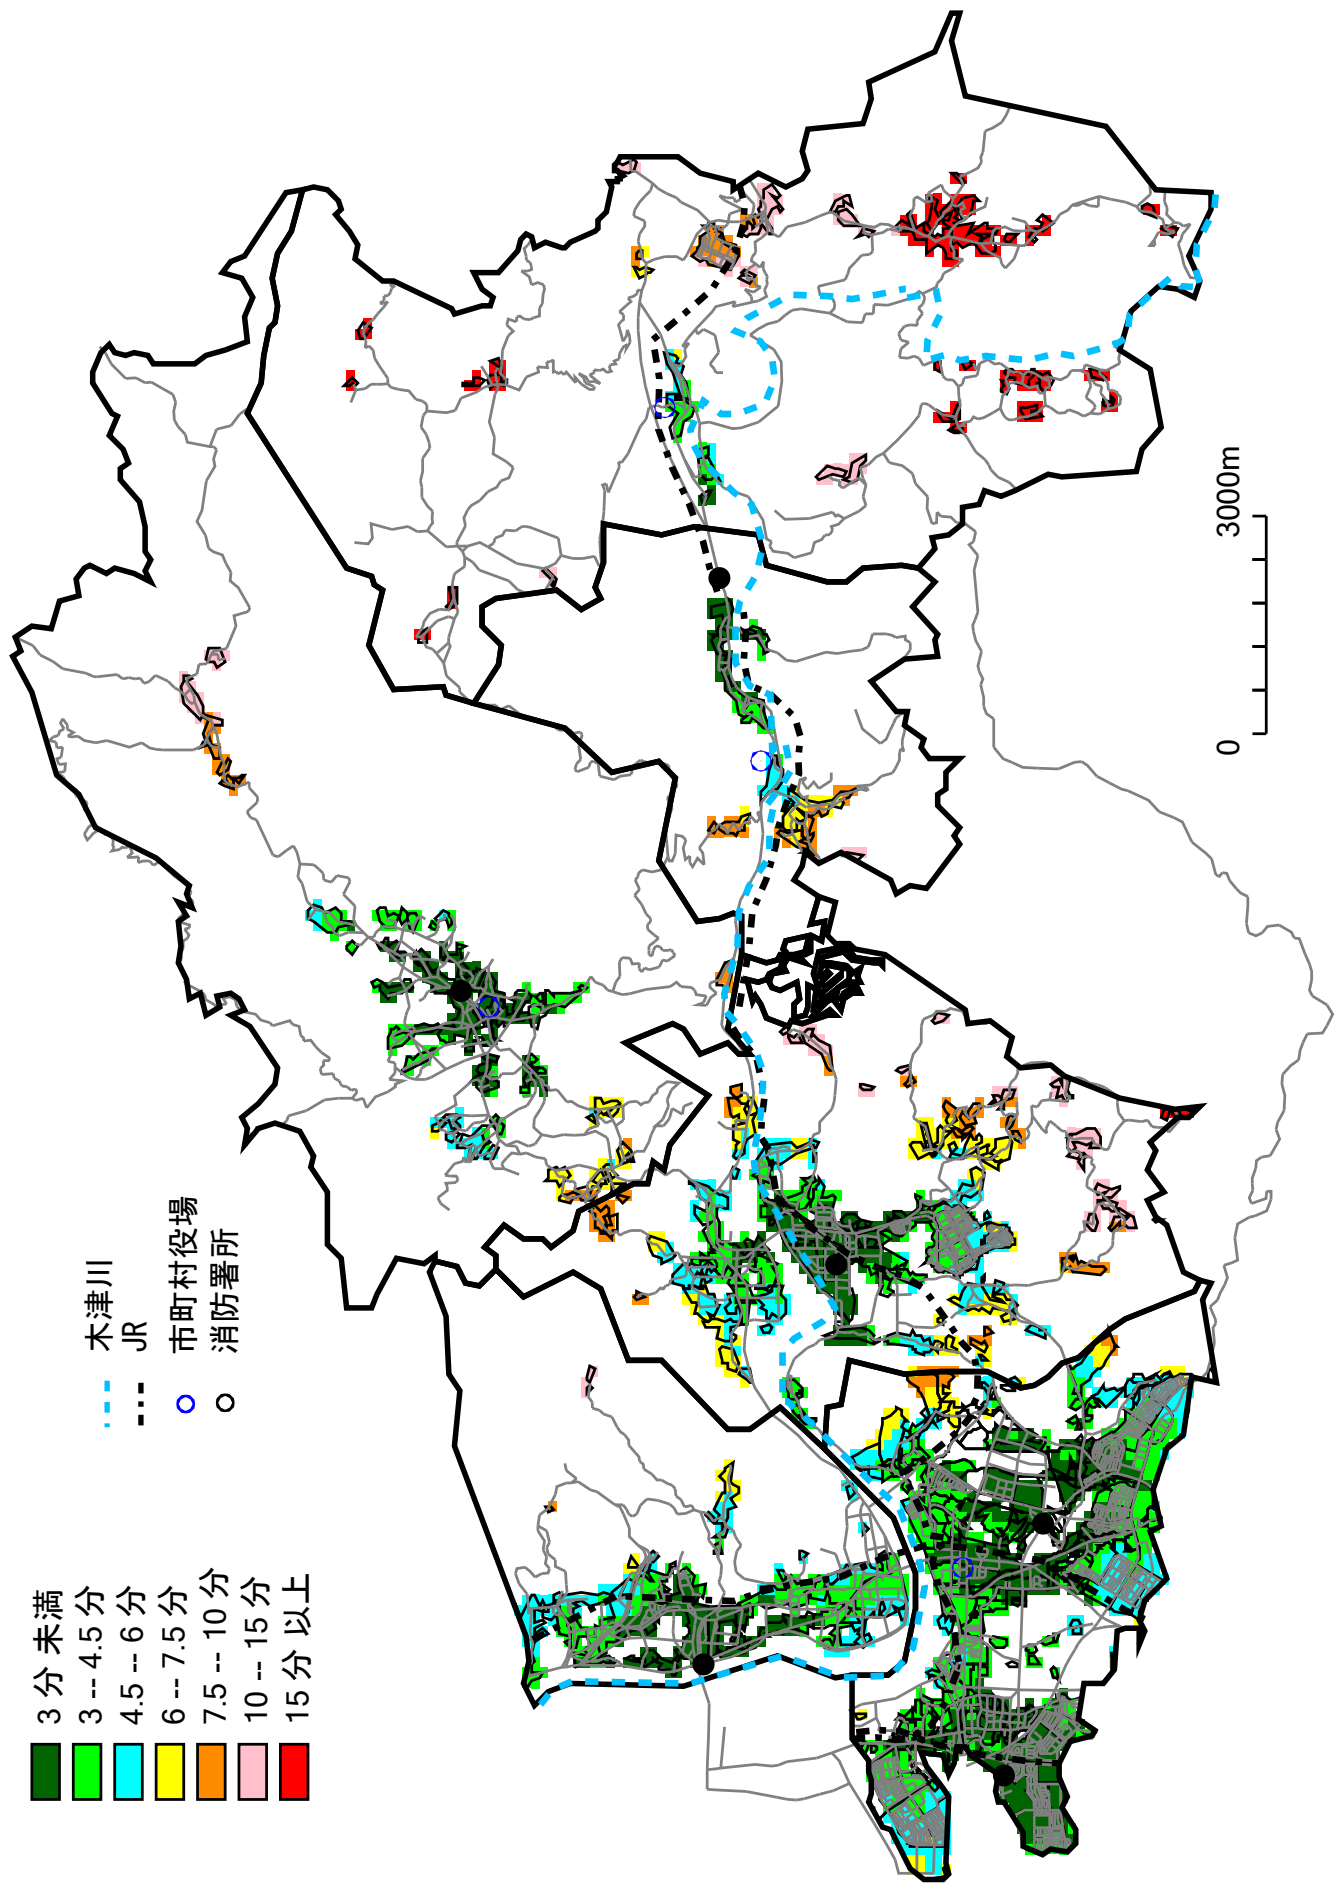 3 分 未満
3 -- 4.5 分
4.5 -- 6 分
6 -- 7.5 分
7.5 -- 10 分
10 -- 15 分
15 分 以上
木津川
JR
市町村役場
消防署所
0 3000m